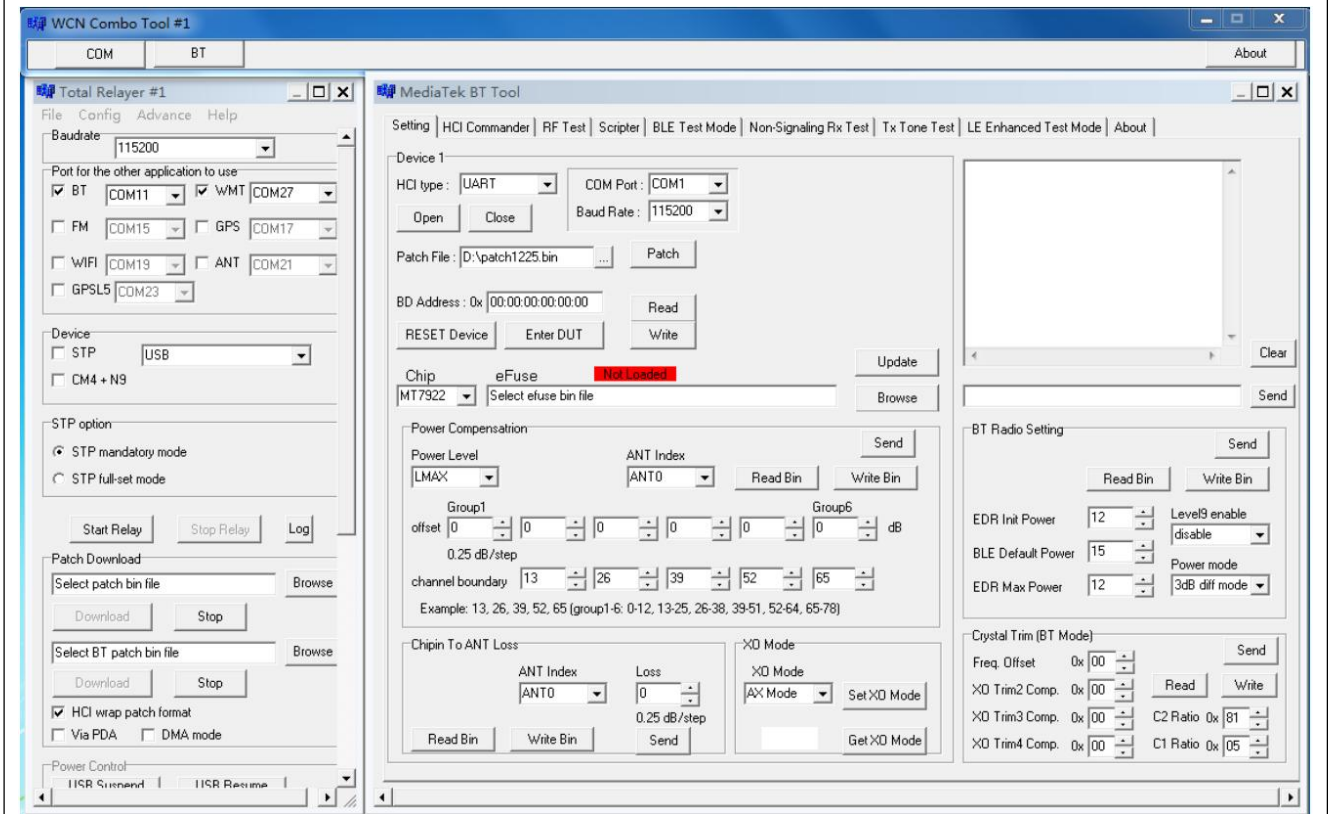 WCN Combo Tool #1
COM BT About
Total Relayer #1
File Config Advance Help
Baudrate
115200
Port for the other application to use
BT COM11 WMT COM27
FM COM15 GPS COM17
WIFI COM19 ANT COM21
GPSL5 COM23
Device
STP USB
CM4 + N9
STP option
STP mandatory mode
STP full-set mode
Start Relay Stop Relay Log
Patch Download
Select patch bin file Browse
Download Stop
Select BT patch bin file Browse
Download Stop
HCI wrap patch format
Via PDA DMA mode
Power Control
USB Suspend USB Resume
MediaTek BT Tool
Setting HCI Commander RF Test Scripter BLE Test Mode Non-Signaling Rx Test Tx Tone Test LE Enhanced Test Mode About
Device 1
HCI type : UART COM Port : COM1
Open Close Baud Rate : 115200
Patch File : D:\patch1225.bin ... Patch
BD Address : 0x 00:00:00:00:00:00 Read
RESET Device Enter DUT Write
Update
Chip eFuse Not Loaded
MT7922 Select efuse bin file Browse
Power Compensatrion
Send
Power Level ANT Index
LMAX ANT0 Read Bin Write Bin
Group1 Group6
offset 0 0 0 0 0 0 dB
0.25 dB/step
channel boundary 13 26 39 52 65
Example: 13, 26, 39, 52, 65 (group1-6: 0-12, 13-25, 26-38, 39-51, 52-64, 65-78)
Chipin To ANT Loss
ANT Index Loss
ANT0 0
0.25 dB/step
Read Bin Write Bin Send
XO Mode
XO Mode
AX Mode Set XO Mode
Get XO Mode
Clear
Send
BT Radio Setting
Send
Read Bin Write Bin
EDR Init Power 12 Level9 enable
disable
BLE Default Power 15
Power mode
EDR Max Power 12 3dB diff mode
Crystal Trim (BT Mode)
Send
Freq. Offset 0x 00
XO Trim2 Comp. 0x 00 Read Write
XO Trim3 Comp. 0x 00 C2 Ratio 0x 81
XO Trim4 Comp. 0x 00 C1 Ratio 0x 05